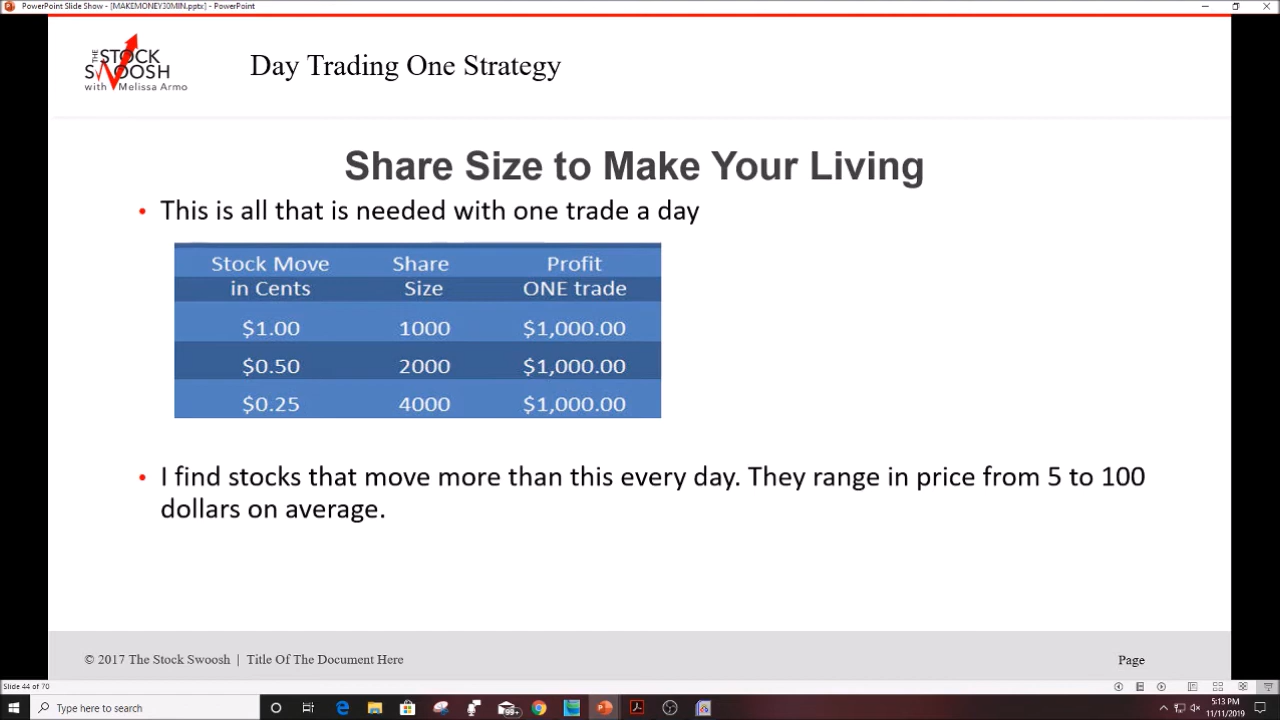 PowerPoint Slide Show - [MAKEMONEY30MIN.pptx] - PowerPoint
THE
STOCK
SWOOSH
with Melissa Armo
Day Trading One Strategy
Share Size to Make Your Living
• This is all that is needed with one trade a day
Stock Move in Cents Share Size Profit ONE trade
$1.00 1000 $1,000.00
$0.50 2000 $1,000.00
$0.25 4000 $1,000.00
• I find stocks that move more than this every day. They range in price from 5 to 100
dollars on average.
© 2017 The Stock Swoosh | Title Of The Document Here
Page
Slide 44 of 70
Type here to search
99+
5:13 PM
11/11/2019